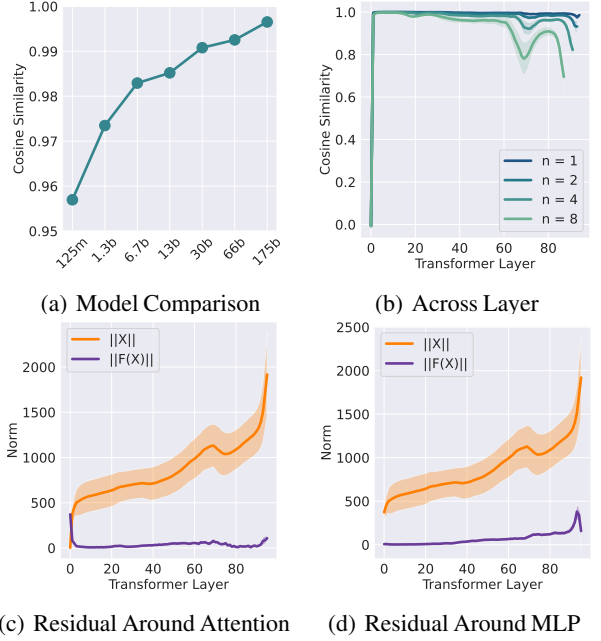 1.00
0.99
0.98
0.97
0.96
0.95
Cosine Similarity
125m
1.3b
6.7b
13b
30b
66b
175b
(a) Model Comparison
1.0
0.8
0.6
0.4
0.2
0.0
Cosine Similarity
n = 1
n = 2
n = 4
n = 8
0 20 40 60 80
Transformer Layer
(b) Across Layer
||X||
||F(X)||
2000
1500
1000
500
0
Norm
0 20 40 60 80
Transformer Layer
(c) Residual Around Attention
2500
||X||
||F(X)||
2000
1500
1000
500
0
Norm
0 20 40 60 80
Transformer Layer
(d) Residual Around MLP